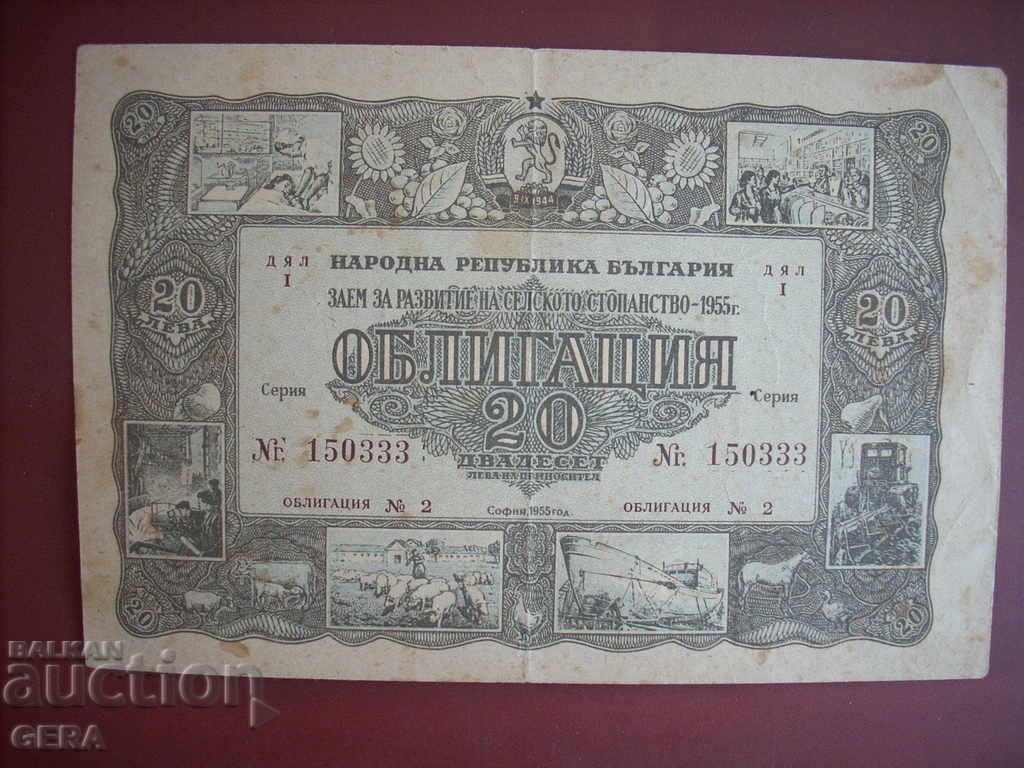 20 20
9 IX 1944
ДЯЛ НАРОДНА РЕПУБЛИКА БЪЛГАРИЯ ДЯЛ
I I
ЗАЕМ ЗА РАЗВИТИЕ НА СЕЛСКОТО СТОПАНСТВО-1955г.
20 ЛЕВА 20 ЛЕВА
ОБЛИГАЦИЯ
Серия Серия
20
Nr. 150333 Nr. 150333
ДВАДЕСЕТ
ЛЕВА НА ПРИНОСИТЕЛ
ОБЛИГАЦИЯ № 2 София, 1955 год. ОБЛИГАЦИЯ № 2
20 20
BALKAN
auction
GERA